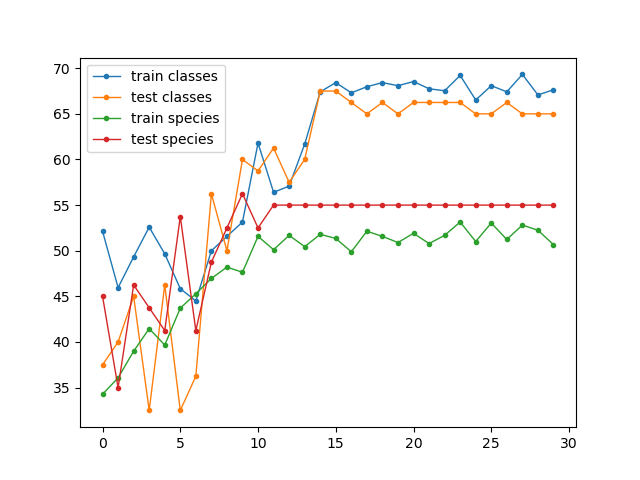 train classes
test classes
train species
test species
70
65
60
55
50
45
40
35
0 5 10 15 20 25 30